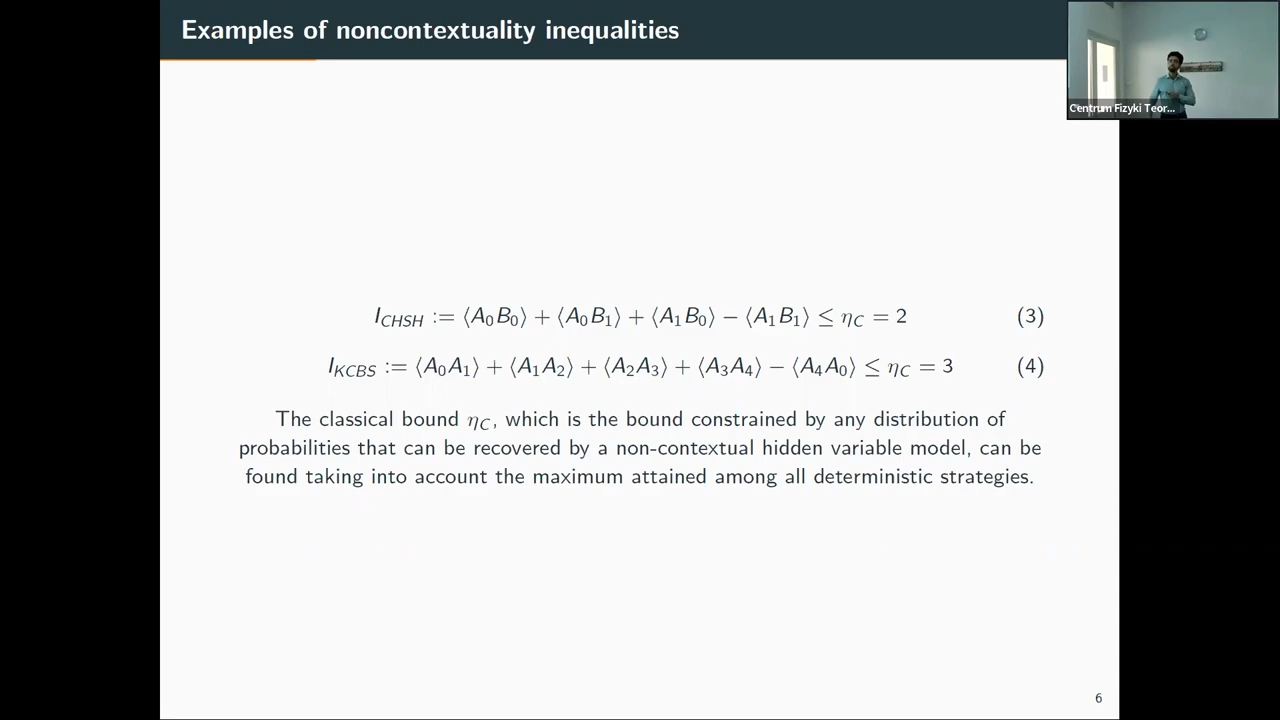 Examples of noncontextuality inequalities
Centrum Fizyki Teor...
I_{CHSH} := ⟨A_0B_0⟩ + ⟨A_0B_1⟩ + ⟨A_1B_0⟩ − ⟨A_1B_1⟩ ≤ η_C = 2 (3)
I_{KCBS} := ⟨A_0A_1⟩ + ⟨A_1A_2⟩ + ⟨A_2A_3⟩ + ⟨A_3A_4⟩ − ⟨A_4A_0⟩ ≤ η_C = 3 (4)
The classical bound η_C, which is the bound constrained by any distribution of
probabilities that can be recovered by a non-contextual hidden variable model, can be
found taking into account the maximum attained among all deterministic strategies.
6